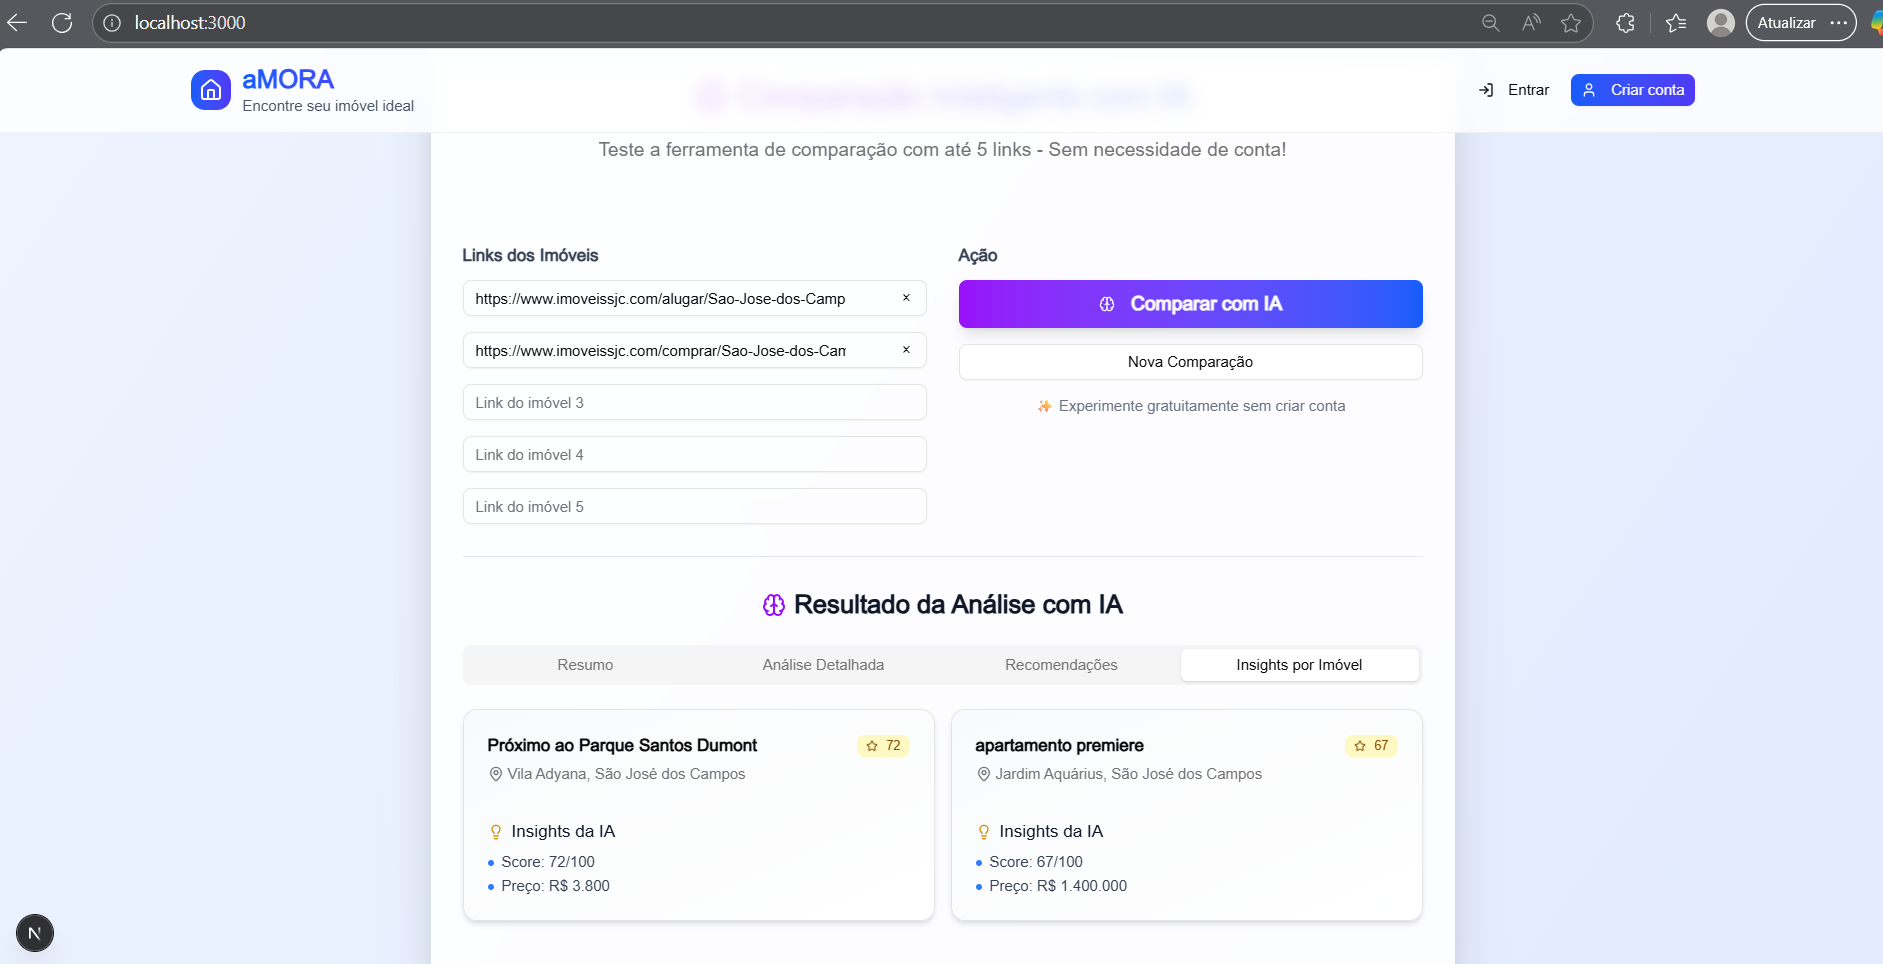 localhost:3000
Atualizar
aMORA
Encontre seu imóvel ideal
Comparação Inteligente com IA
Entrar
Criar conta
Teste a ferramenta de comparação com até 5 links - Sem necessidade de conta!
Links dos Imóveis
Ação
https://www.imoveissjc.com/alugar/Sao-Jose-dos-Camp
Comparar com IA
https://www.imoveissjc.com/comprar/Sao-Jose-dos-Cam
Nova Comparação
Link do imóvel 3
Experimente gratuitamente sem criar conta
Link do imóvel 4
Link do imóvel 5
Resultado da Análise com IA
Resumo
Análise Detalhada
Recomendações
Insights por Imóvel
Próximo ao Parque Santos Dumont
72
Vila Adyana, São José dos Campos
Insights da IA
Score: 72/100
Preço: R$ 3.800
apartamento premiere
67
Jardim Aquárius, São José dos Campos
Insights da IA
Score: 67/100
Preço: R$ 1.400.000
N